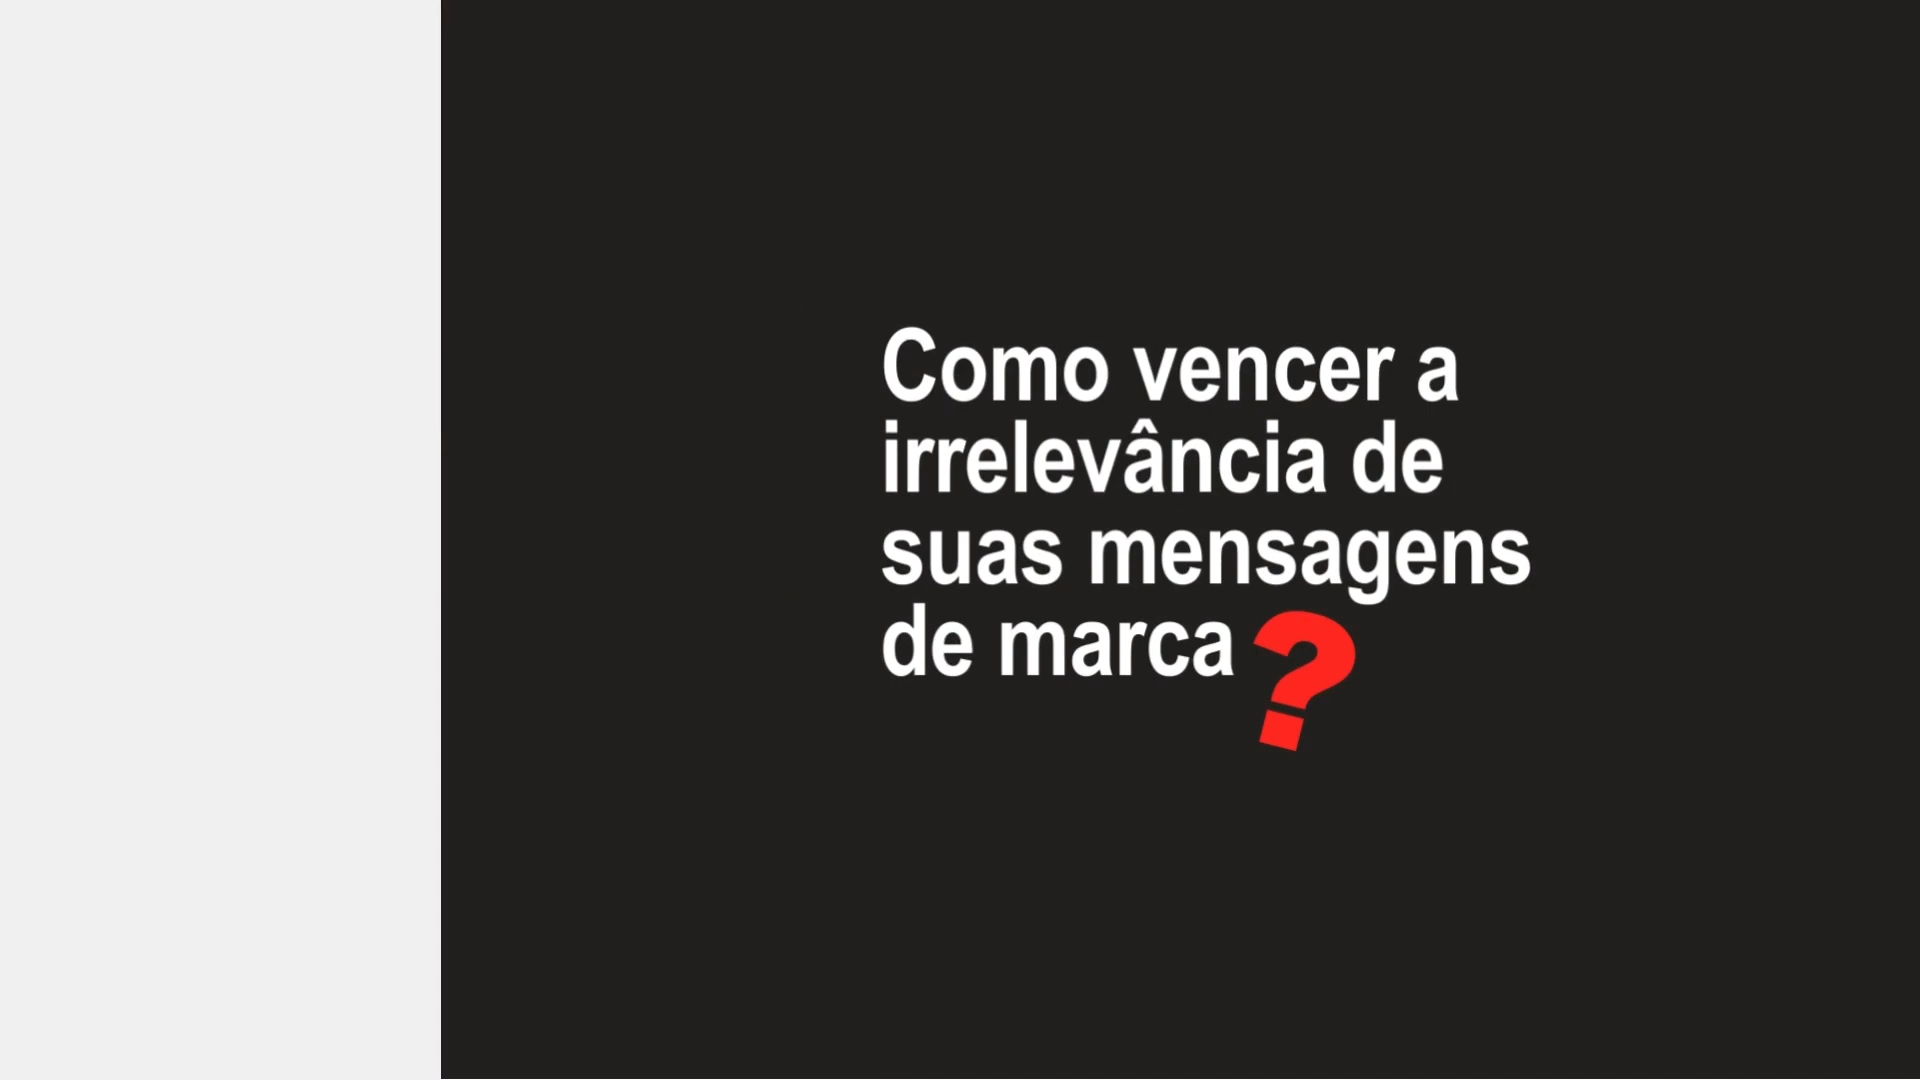 Como vencer a
irrelevância de
suas mensagens
de marca?